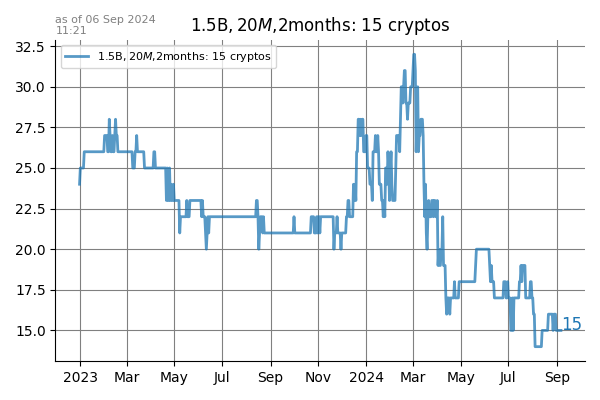 as of 06 Sep 2024
11:21
1.5B, 20M,2months: 15 cryptos
1.5B, 20M,2months: 15 cryptos
32.5
30.0
27.5
25.0
22.5
20.0
17.5
15.0
15
2023 Mar May Jul Sep Nov 2024 Mar May Jul Sep